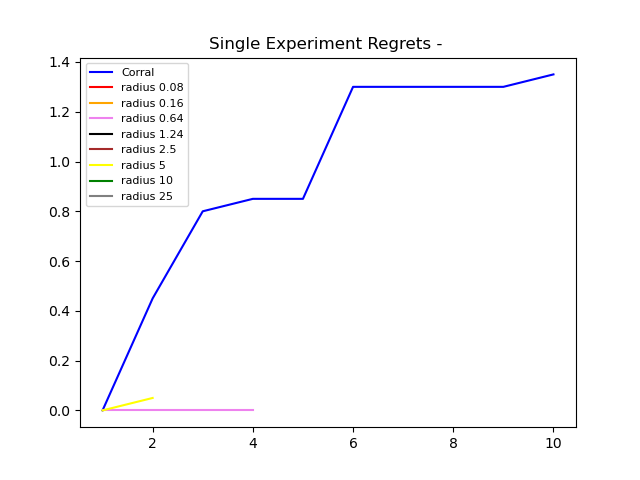 Single Experiment Regrets -
1.4
1.2
1.0
0.8
0.6
0.4
0.2
0.0
Corral
radius 0.08
radius 0.16
radius 0.64
radius 1.24
radius 2.5
radius 5
radius 10
radius 25
2 4 6 8 10